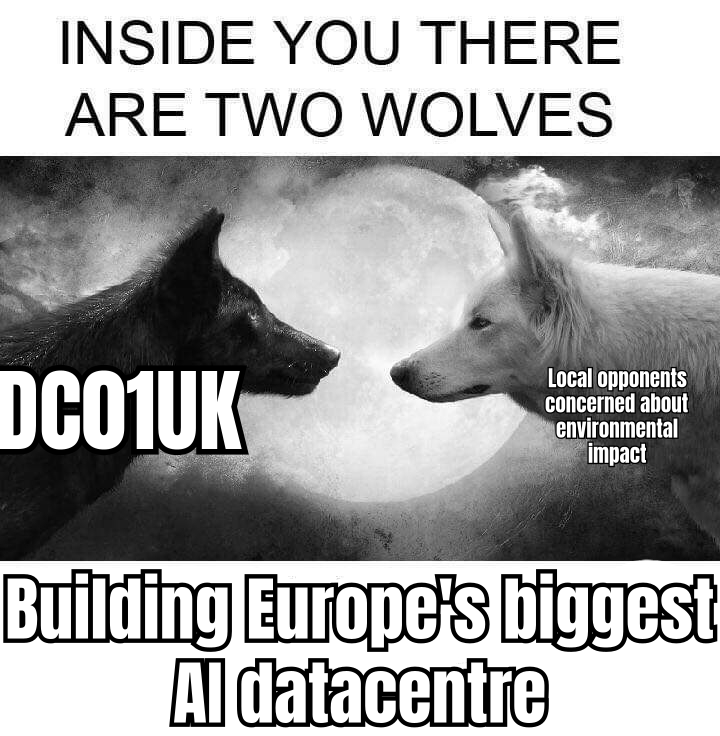 INSIDE YOU THERE
ARE TWO WOLVES
DC01UK
Local opponents
concerned about
environmental
impact
Building Europe's biggest
AI datacentre